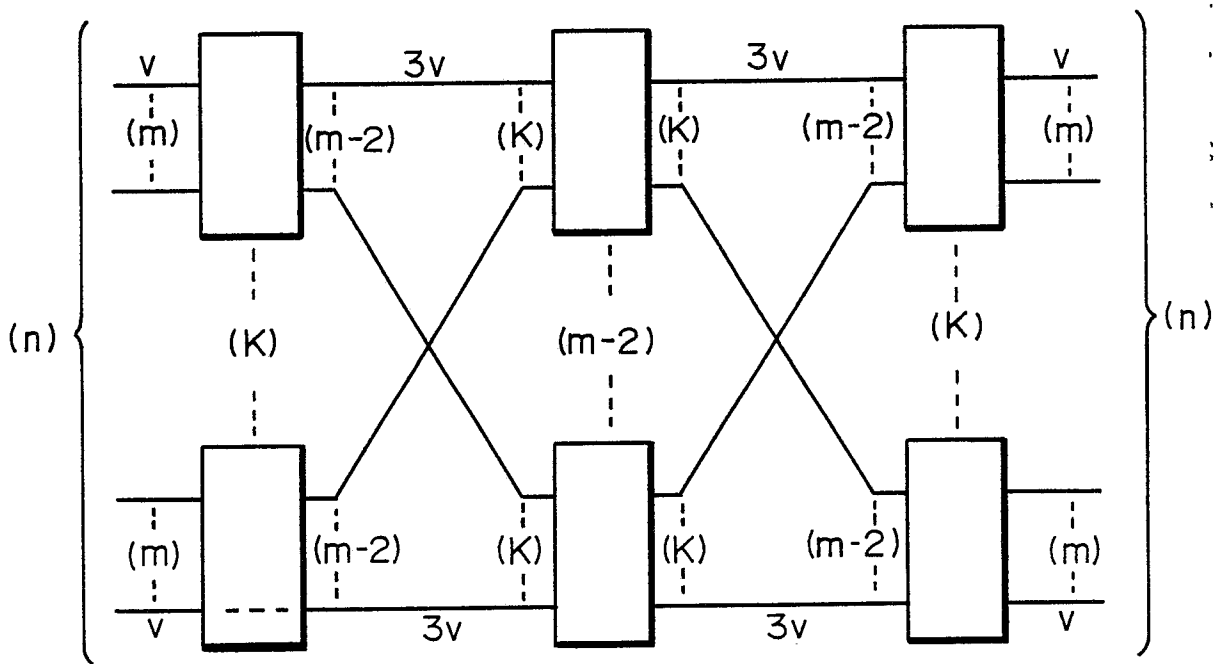 v 3v 3v v
(m) (m-2) (K) (K) (m-2) (m)
(n) (K) (m-2) (K) (n)
(m) (m-2) (K) (K) (m-2) (m)
v 3v 3v v